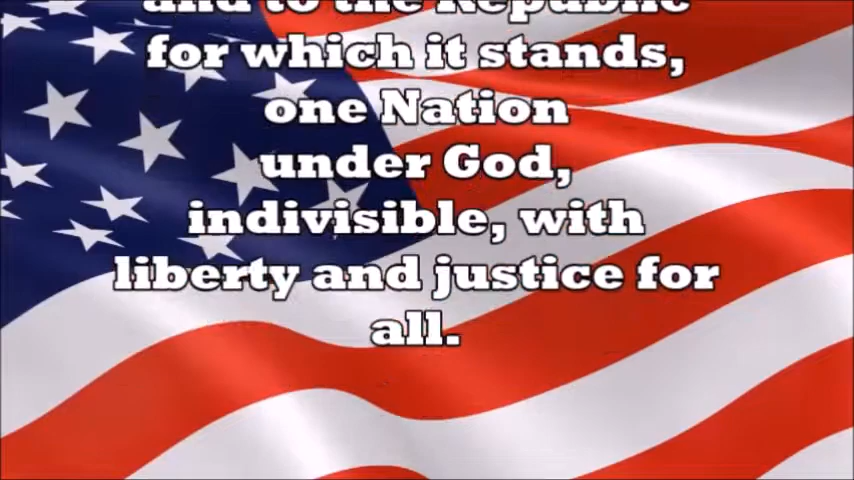 and to the Republic
for which it stands,
one Nation
under God,
indivisible, with
liberty and justice for
all.